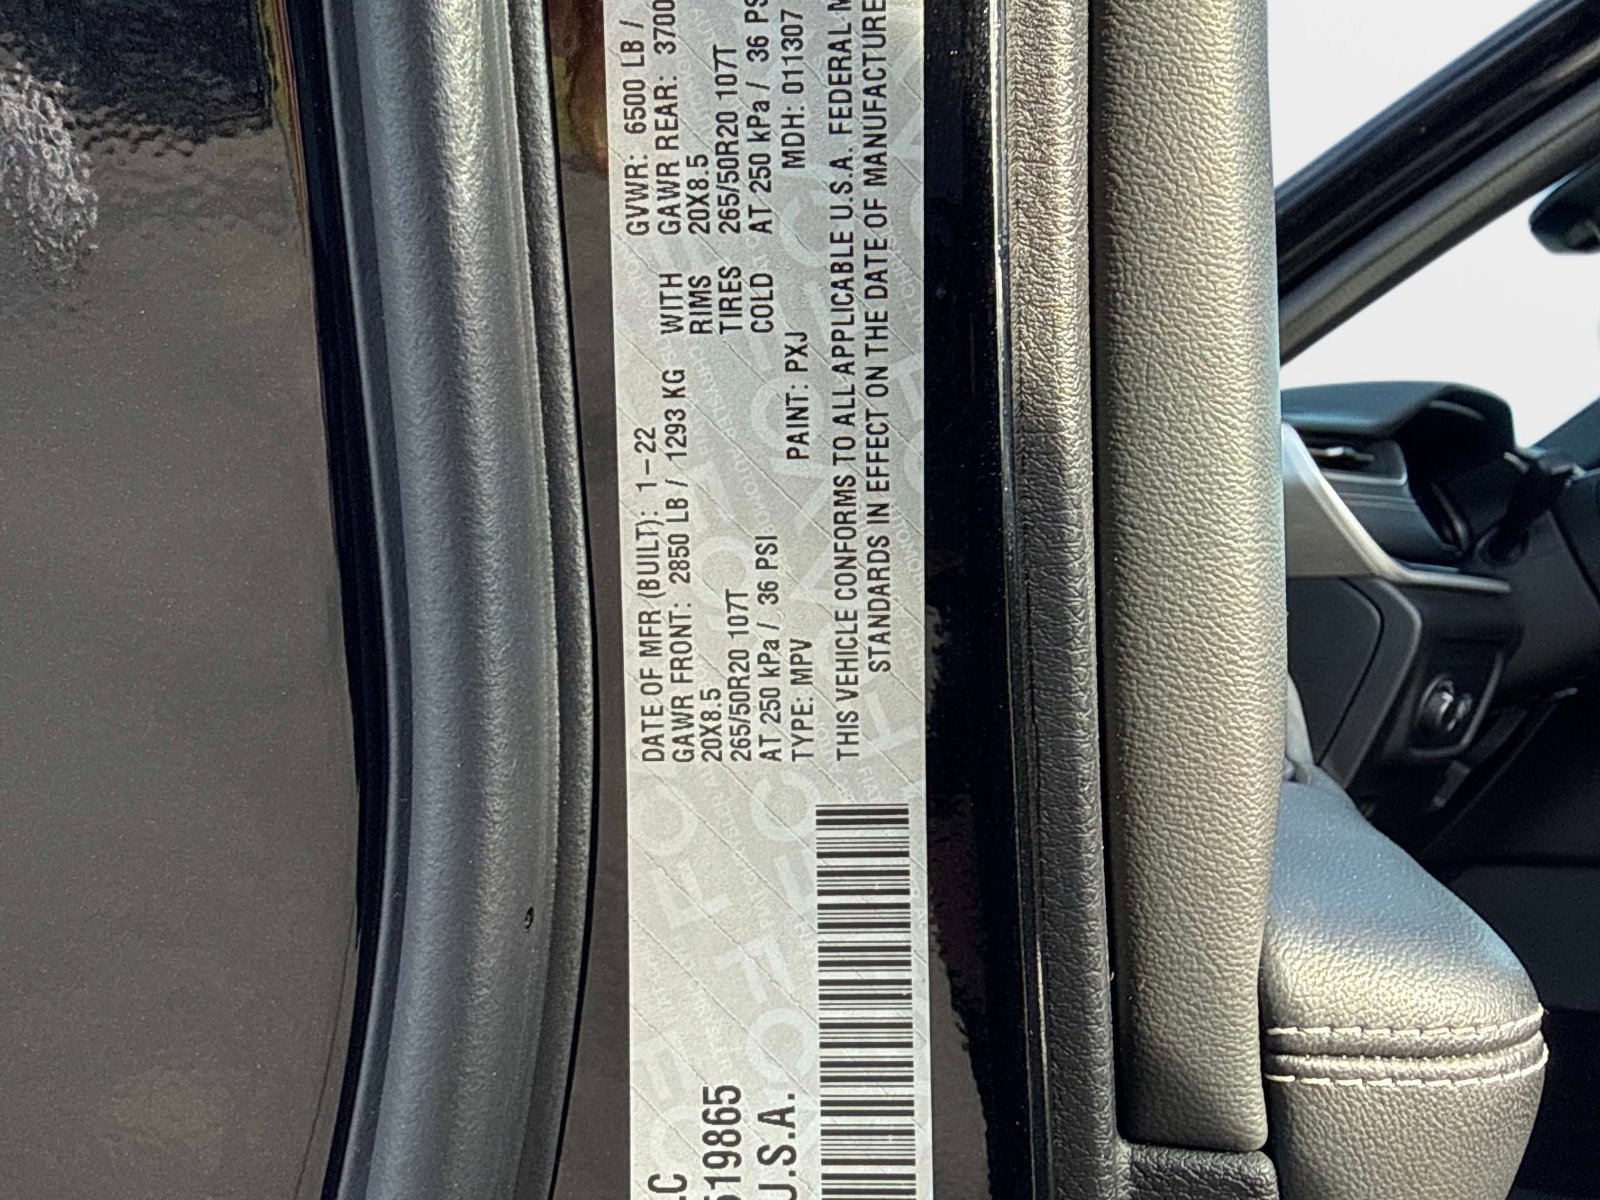 LC
519865
U.S.A.
DATE OF MFR (BUILT): 1-22
GVWR: 6500 LB /
GAWR FRONT: 2850 LB / 1293 KG WITH GAWR REAR: 3700
20X8.5 RIMS 20X8.5
265/50R20 107T TIRES 265/50R20 107T
AT 250 kPa / 36 PSI COLD AT 250 kPa / 36 PS
TYPE: MPV PAINT: PXJ MDH: 011307
THIS VEHICLE CONFORMS TO ALL APPLICABLE U.S.A. FEDERAL M
STANDARDS IN EFFECT ON THE DATE OF MANUFACTURE